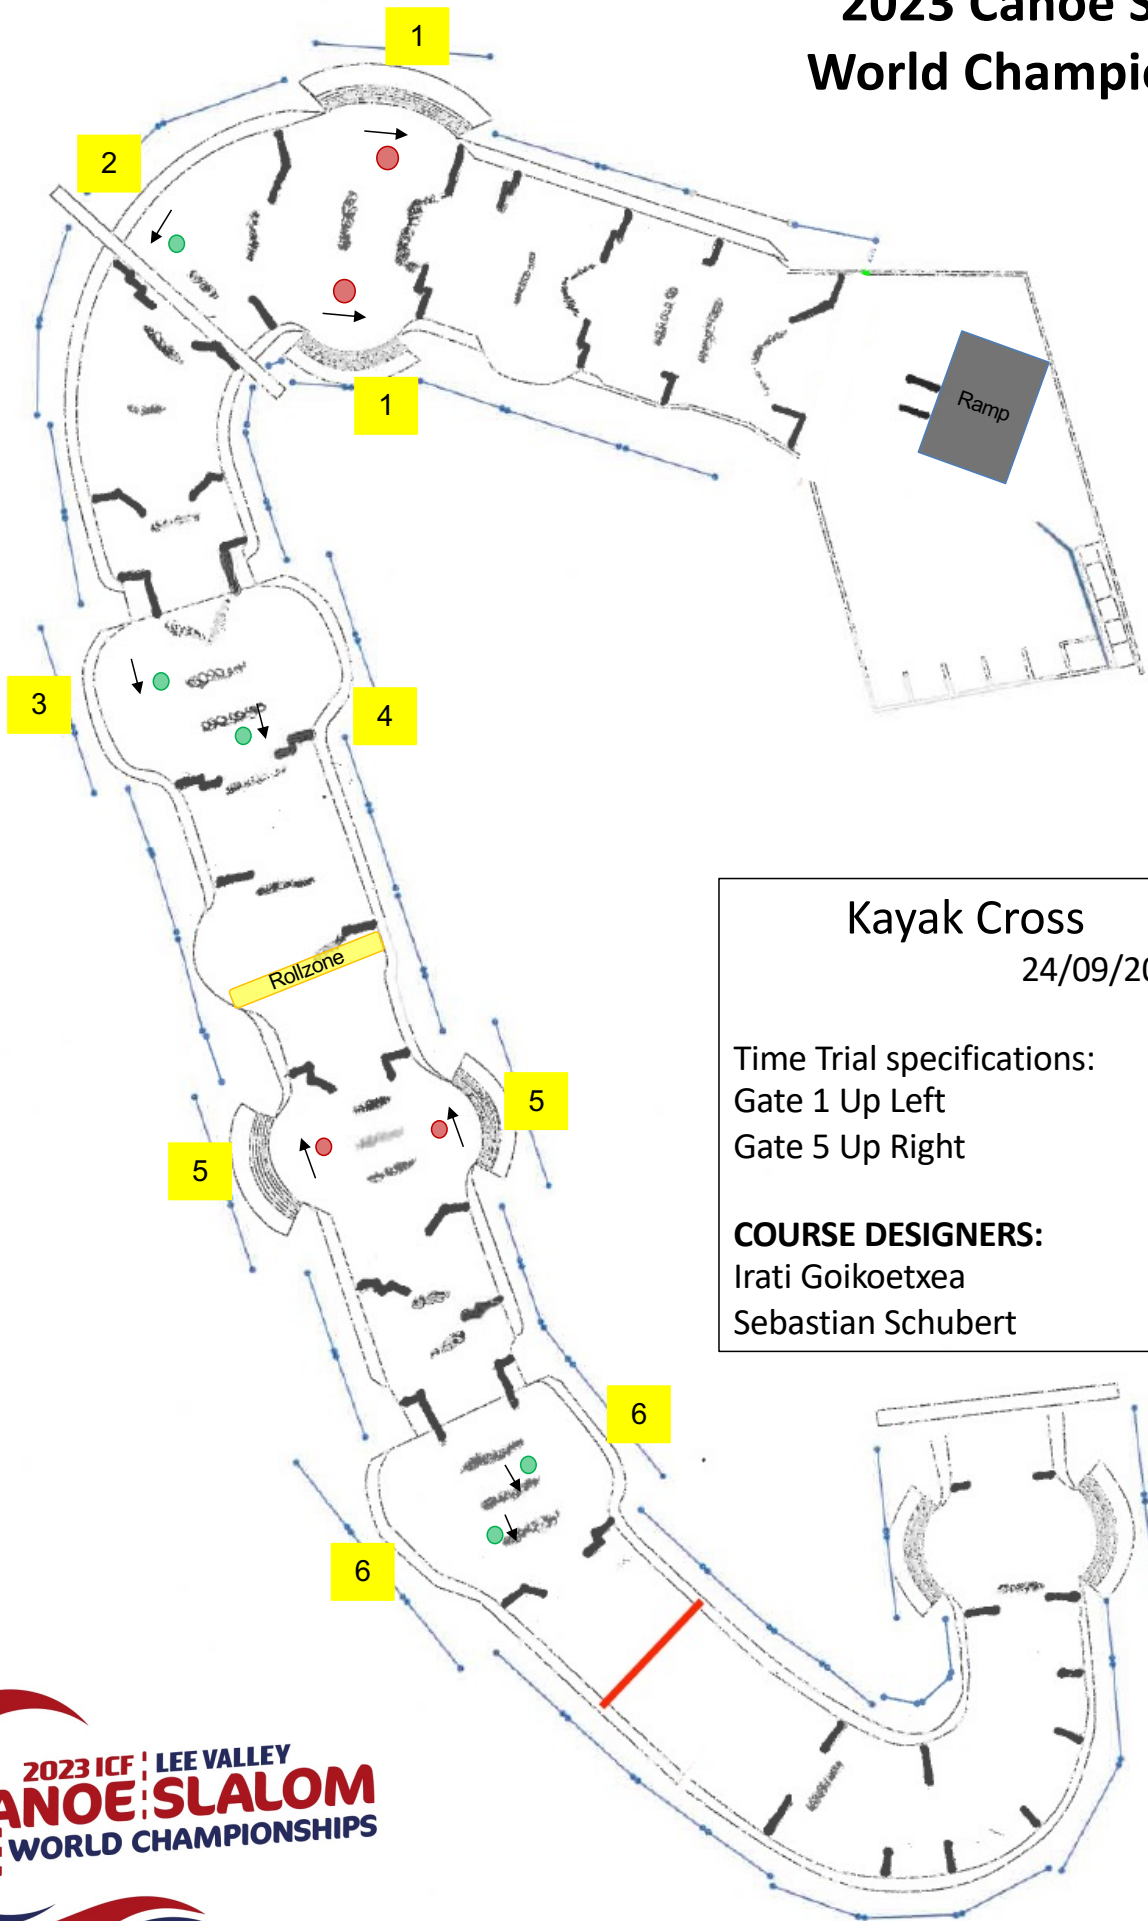 2023 Canoe S
World Champi
1
2
1
Ramp
3
4
Rollzone
5
5
6
6
Kayak Cross
24/09/20
Time Trial specifications:
Gate 1 Up Left
Gate 5 Up Right
COURSE DESIGNERS:
Irati Goikoetxea
Sebastian Schubert
2023 ICF LEE VALLEY
ANOE SLALOM
WORLD CHAMPIONSHIPS